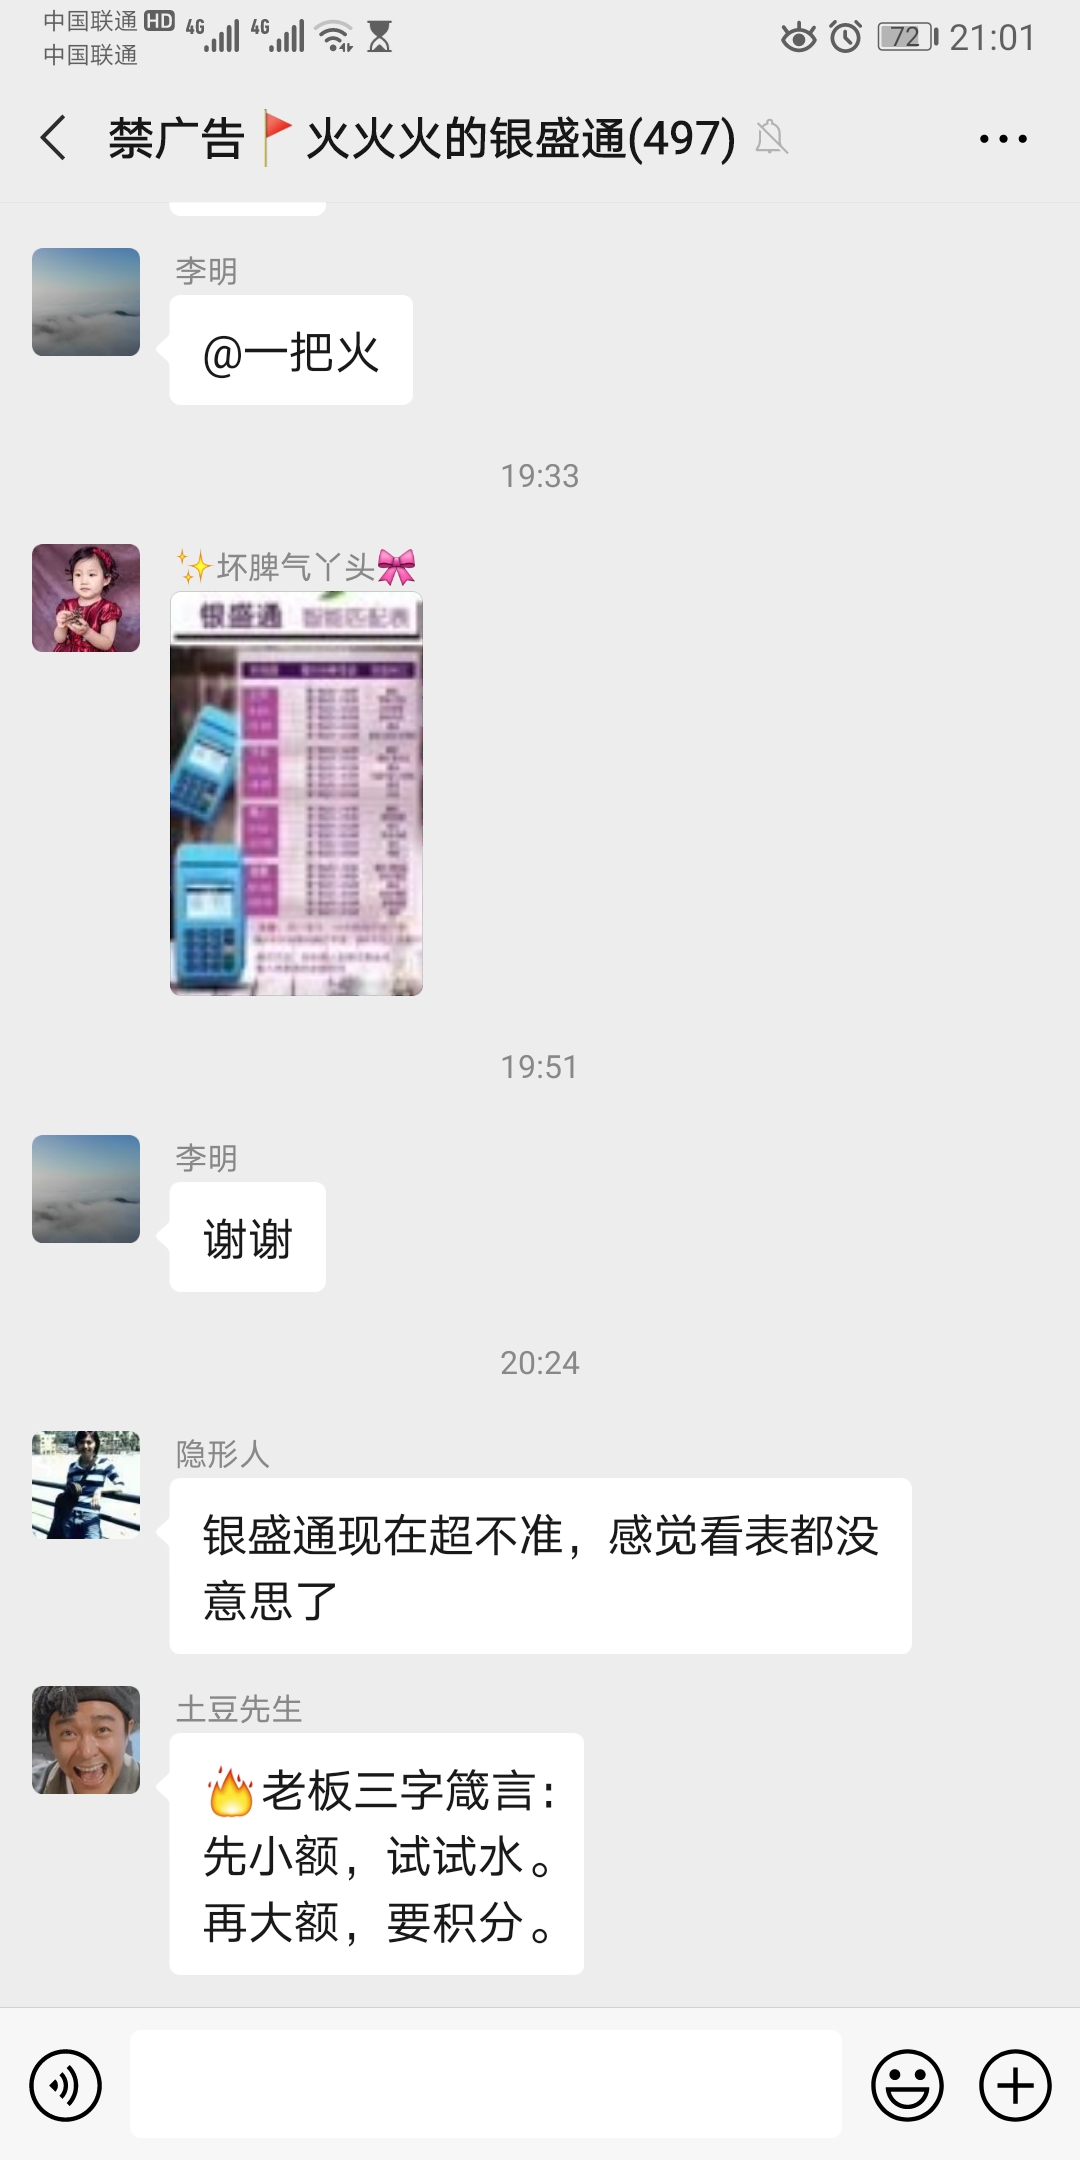 中国联通 HD 4G 4G 72 21:01
中国联通
禁广告🚩火火火的银盛通(497)
李明
@一把火
19:33
✨坏脾气丫头🎀
银盛通 智能匹配表
19:51
李明
谢谢
20:24
隐形人
银盛通现在超不准，感觉看表都没
意思了
土豆先生
🔥老板三字箴言：
先小额，试试水。
再大额，要积分。